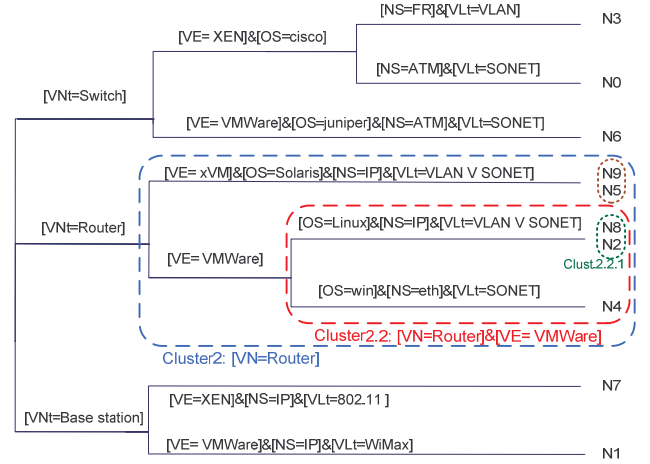 [NS=FR]&[VLt=VLAN]
N3
[VE= XEN]&[OS=cisco]
[NS=ATM]&[VLt=SONET]
N0
[VNt=Switch]
[VE= VMWare]&[OS=juniper]&[NS=ATM]&[VLt=SONET]
N6
[VE= xVM]&[OS=Solaris]&[NS=IP]&[VLt=VLAN V SONET]
N9
N5
[VNt=Router]
[OS=Linux]&[NS=IP]&[VLt=VLAN V SONET]
N8
N2
[VE= VMWare]
Clust.2.2.1
[OS=win]&[NS=eth]&[VLt=SONET]
N4
Cluster2.2: [VN=Router]&[VE= VMWare]
Cluster2: [VN=Router]
N7
[VE=XEN]&[NS=IP]&[VLt=802.11 ]
[VNt=Base station]
[VE= VMWare]&[NS=IP]&[VLt=WiMax]
N1